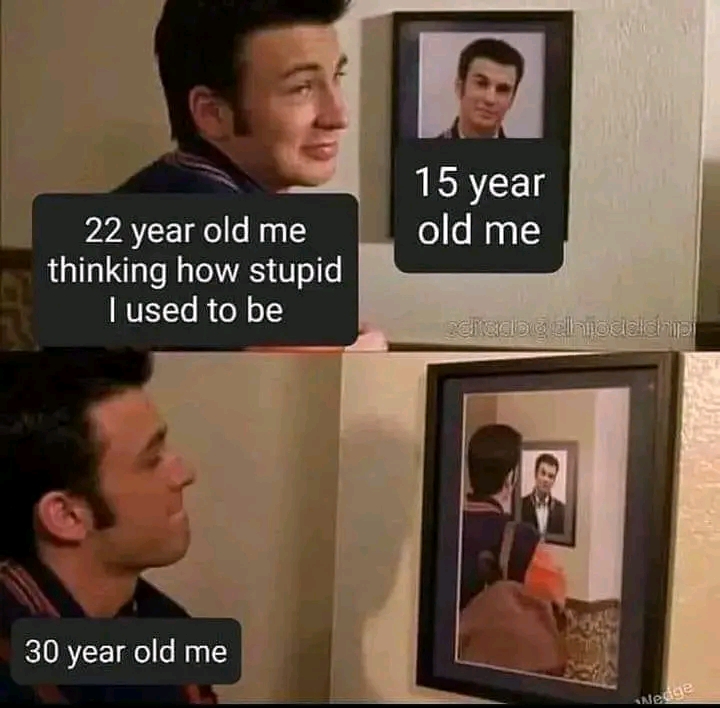 15 year
old me
22 year old me
thinking how stupid
I used to be
30 year old me